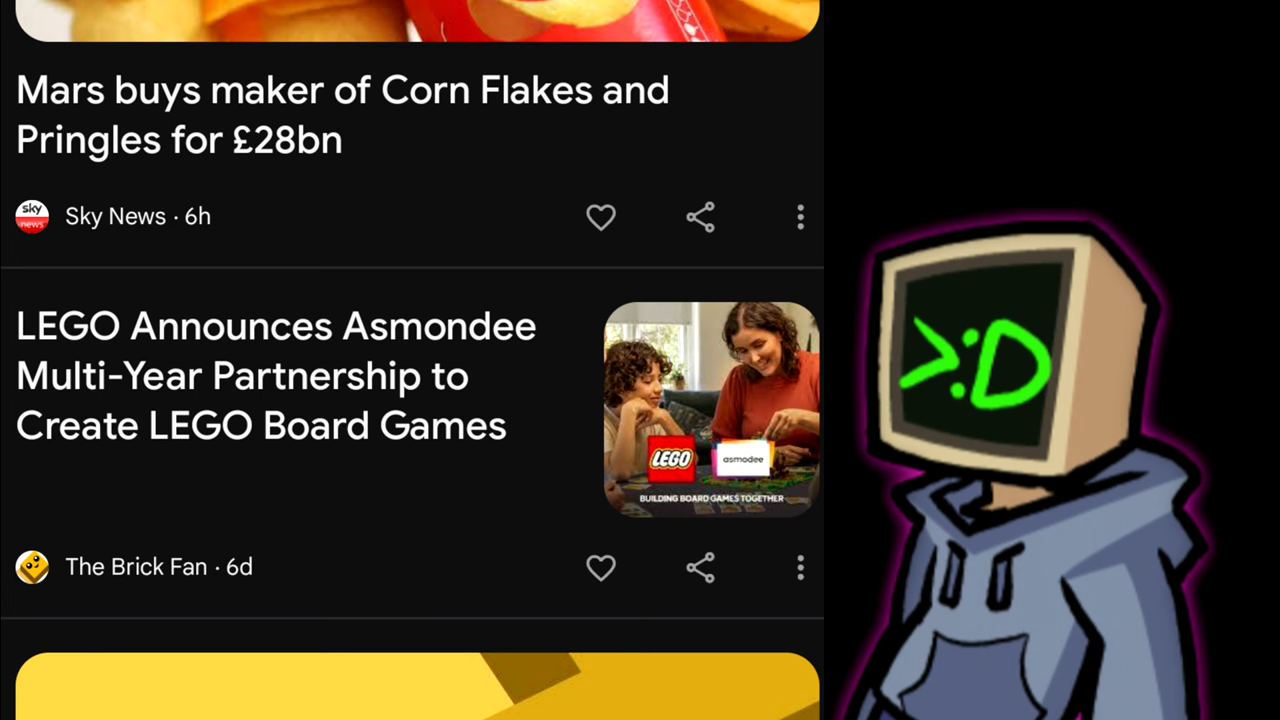 Mars buys maker of Corn Flakes and
Pringles for £28bn
sky
news
Sky News · 6h
LEGO Announces Asmondee
Multi-Year Partnership to
Create LEGO Board Games
LEGO
asmodee
BUILDING BOARD GAMES TOGETHER
The Brick Fan · 6d
>:D